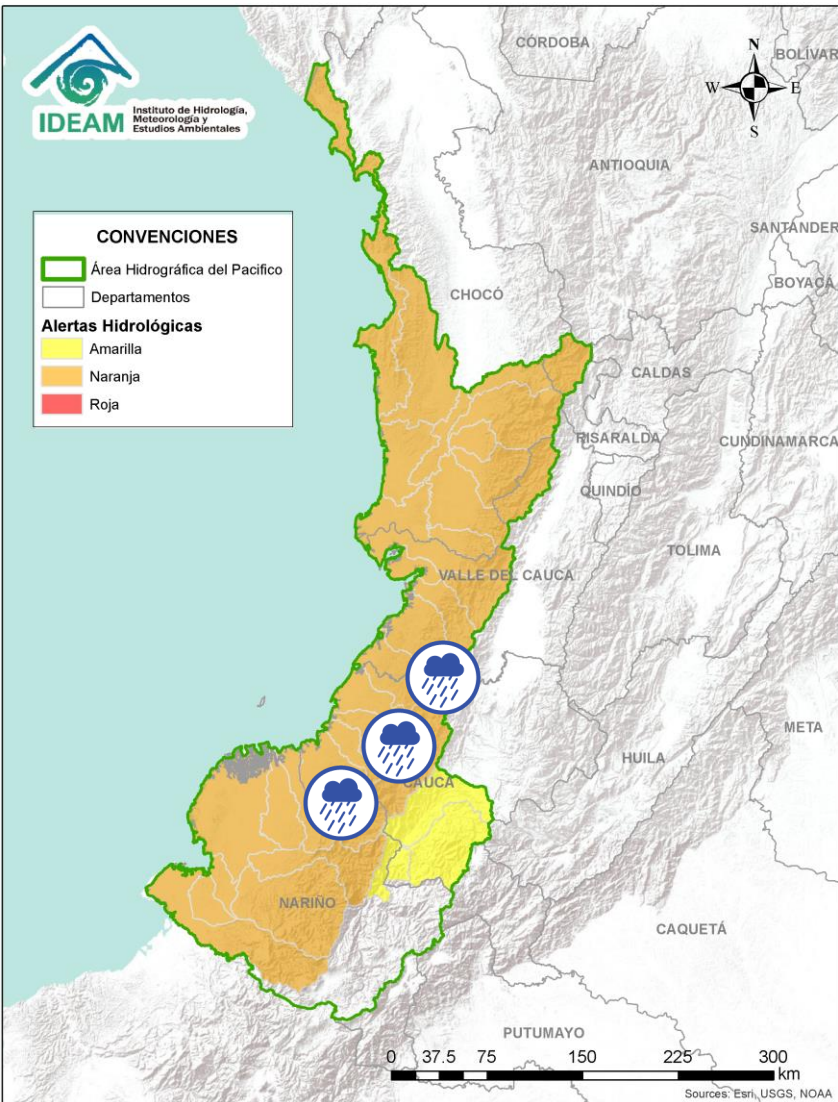 IDEAM
Instituto de Hidrología,
Meteorología y
Estudios Ambientales
N
W
E
S
CONVENCIONES
Área Hidrográfica del Pacifico
Departamentos
Alertas Hidrológicas
Amarilla
Naranja
Roja
CÓRDOBA
BOLIVAR
ANTIOQUIA
SANTANDER
BOYACÁ
CHOCÓ
CALDAS
RISARALDA
CUNDINAMARCA
QUINDÍO
TOLIMA
VALLE DEL CAUCA
META
HUILA
CAUCA
NARIÑO
CAQUETÁ
PUTUMAYO
0 37.5 75 150 225 300
km
Sources: Esri, USGS, NOAA